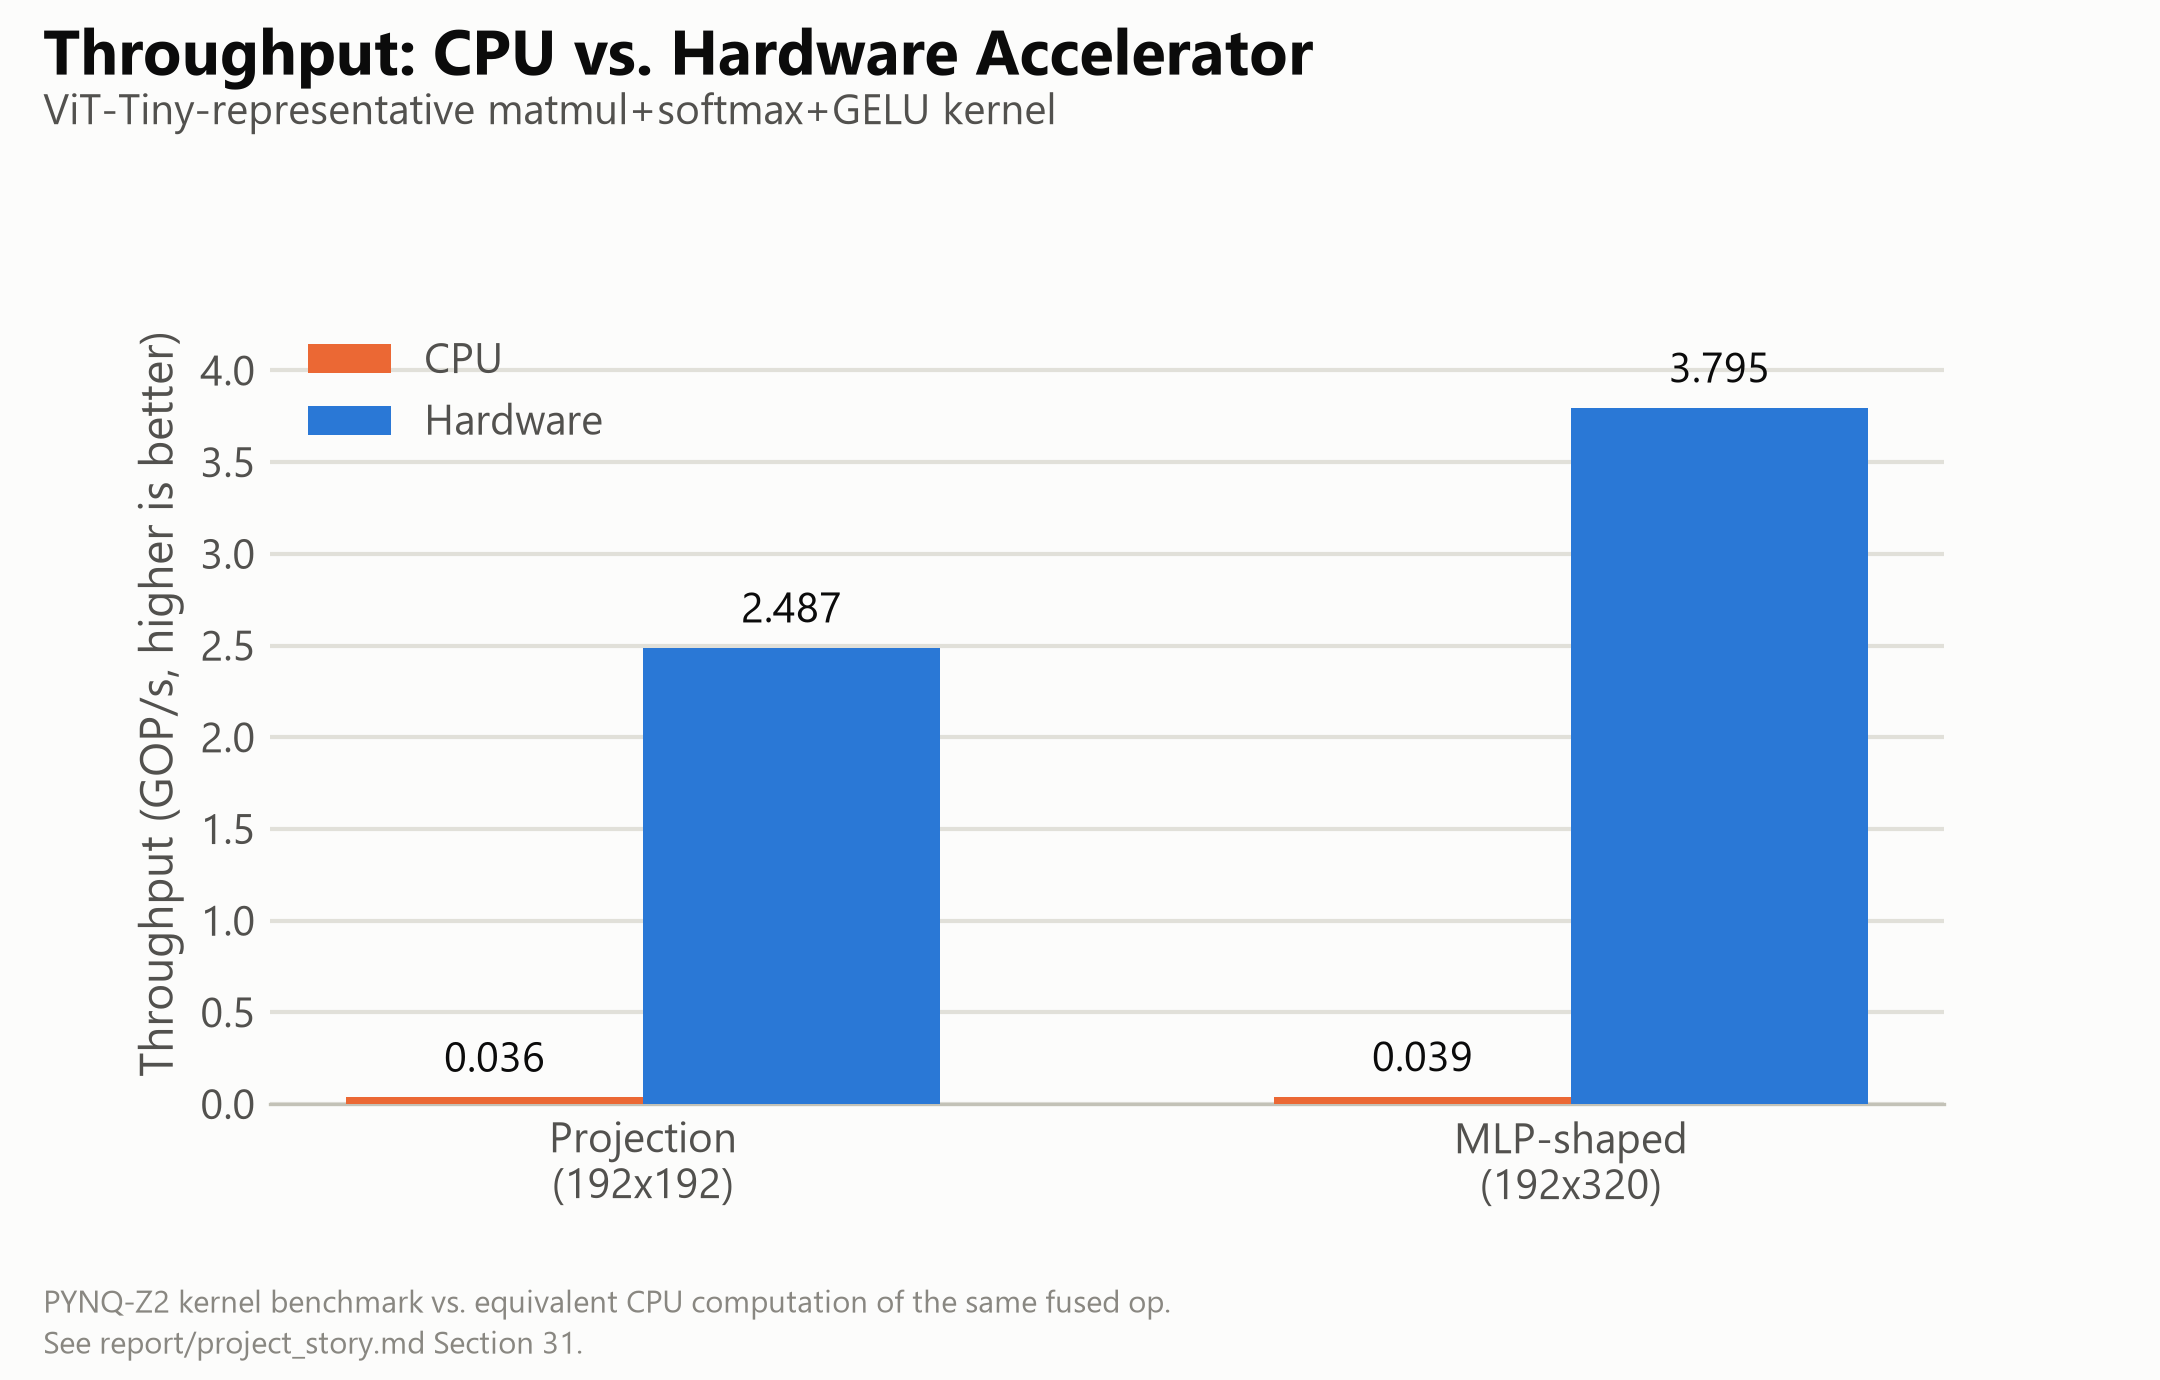 Throughput: CPU vs. Hardware Accelerator
ViT-Tiny-representative matmul+softmax+GELU kernel
Throughput (GOP/s, higher is better)
CPU
Hardware
4.0
3.5
3.0
2.5
2.0
1.5
1.0
0.5
0.0
0.036
2.487
0.039
3.795
Projection
(192x192)
MLP-shaped
(192x320)
PYNQ-Z2 kernel benchmark vs. equivalent CPU computation of the same fused op.
See report/project_story.md Section 31.